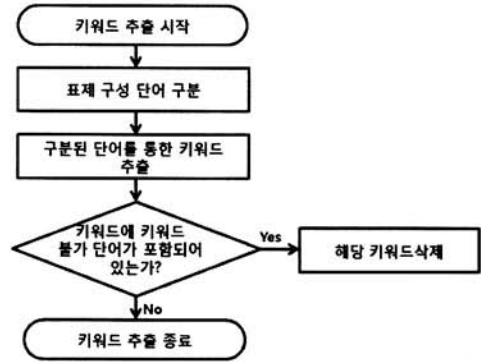 키워드 추출 시작
표제 구성 단어 구분
구분된 단어를 통한 키워드
추출
키워드에 키워드
불가 단어가 포함되어
있는가?
Yes
해당 키워드삭제
No
키워드 추출 종료